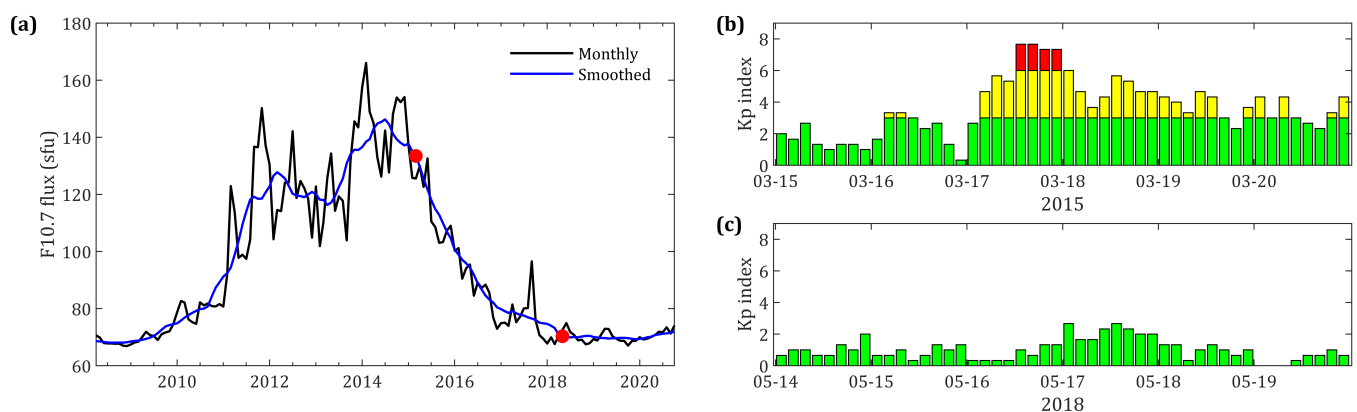 (a)
180
160
140
120
100
80
60
F10.7 flux (sfu)
Monthly
Smoothed
2010 2012 2014 2016 2018 2020
(b)
8
6
4
2
0
Kp index
03-15 03-16 03-17 03-18 03-19 03-20
2015
(c)
8
6
4
2
0
Kp index
05-14 05-15 05-16 05-17 05-18 05-19
2018